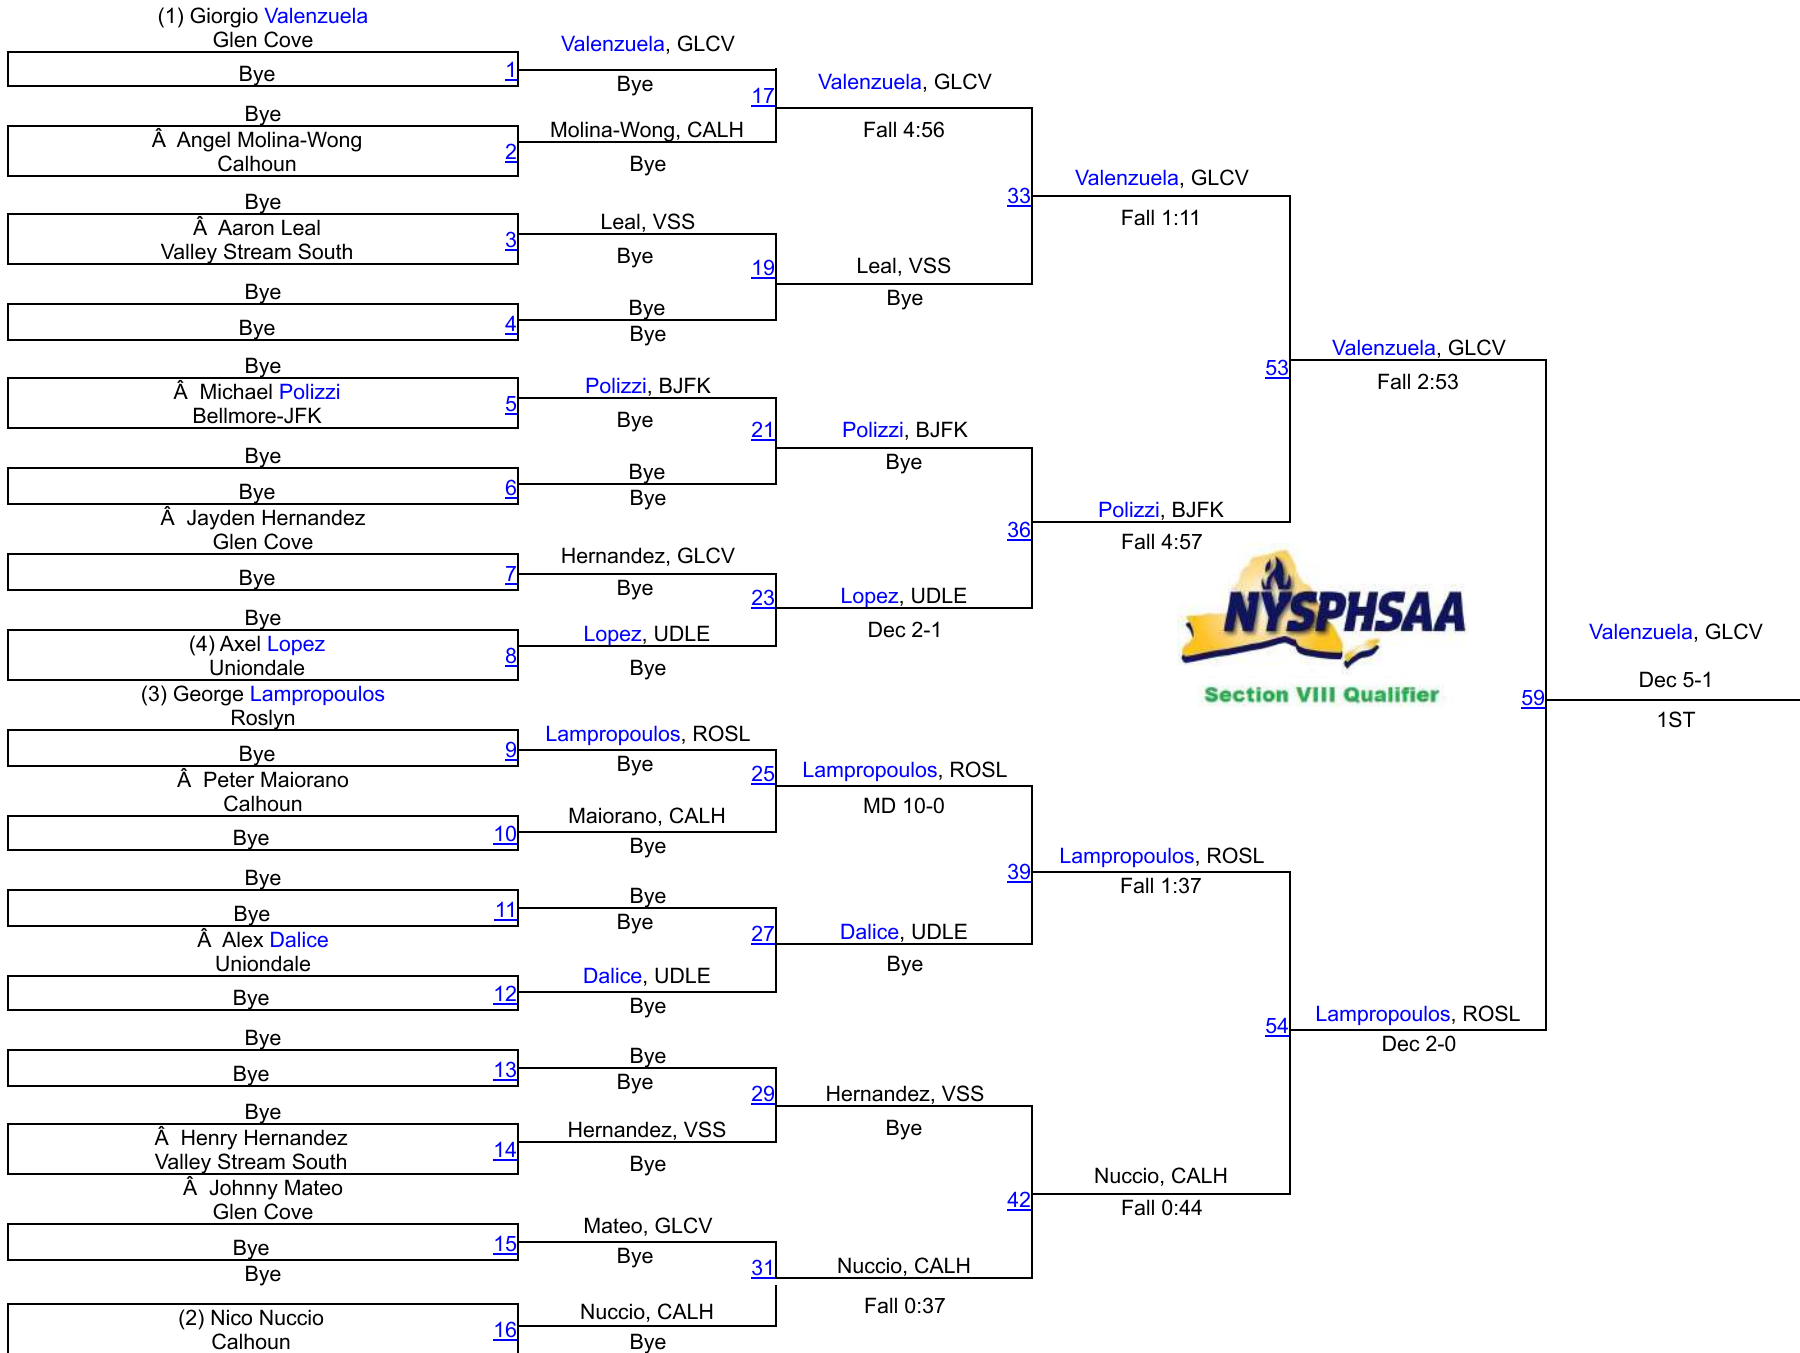 (1) Giorgio Valenzuela
Glen Cove
Bye
1
Bye
Â Angel Molina-Wong
Calhoun
2
Bye
Â Aaron Leal
Valley Stream South
3
Bye
Bye
4
Bye
Â Michael Polizzi
Bellmore-JFK
5
Bye
Bye
6
Â Jayden Hernandez
Glen Cove
Bye
7
Bye
(4) Axel Lopez
Uniondale
8
(3) George Lampropoulos
Roslyn
Bye
9
Â Peter Maiorano
Calhoun
Bye
10
Bye
Bye
11
Â Alex Dalice
Uniondale
Bye
12
Bye
Bye
13
Bye
Â Henry Hernandez
Valley Stream South
14
Â Johnny Mateo
Glen Cove
Bye
15
Bye
(2) Nico Nuccio
Calhoun
16
Valenzuela, GLCV
Bye
17
Molina-Wong, CALH
Bye
Leal, VSS
Bye
19
Bye
Bye
Polizzi, BJFK
Bye
21
Bye
Bye
Hernandez, GLCV
Bye
23
Lopez, UDLE
Bye
Lampropoulos, ROSL
Bye
25
Maiorano, CALH
Bye
Bye
Bye
27
Dalice, UDLE
Bye
Bye
Bye
29
Hernandez, VSS
Bye
Mateo, GLCV
Bye
31
Nuccio, CALH
Bye
Valenzuela, GLCV
Fall 4:56
33
Leal, VSS
Bye
Polizzi, BJFK
Bye
36
Lopez, UDLE
Dec 2-1
Lampropoulos, ROSL
MD 10-0
39
Dalice, UDLE
Bye
Hernandez, VSS
Bye
42
Nuccio, CALH
Fall 0:37
Valenzuela, GLCV
Fall 1:11
53
Polizzi, BJFK
Fall 4:57
NYSPHSAA
Section VIII Qualifier
Lampropoulos, ROSL
Fall 1:37
54
Nuccio, CALH
Fall 0:44
Valenzuela, GLCV
Fall 2:53
59
Lampropoulos, ROSL
Dec 2-0
Valenzuela, GLCV
Dec 5-1
1ST